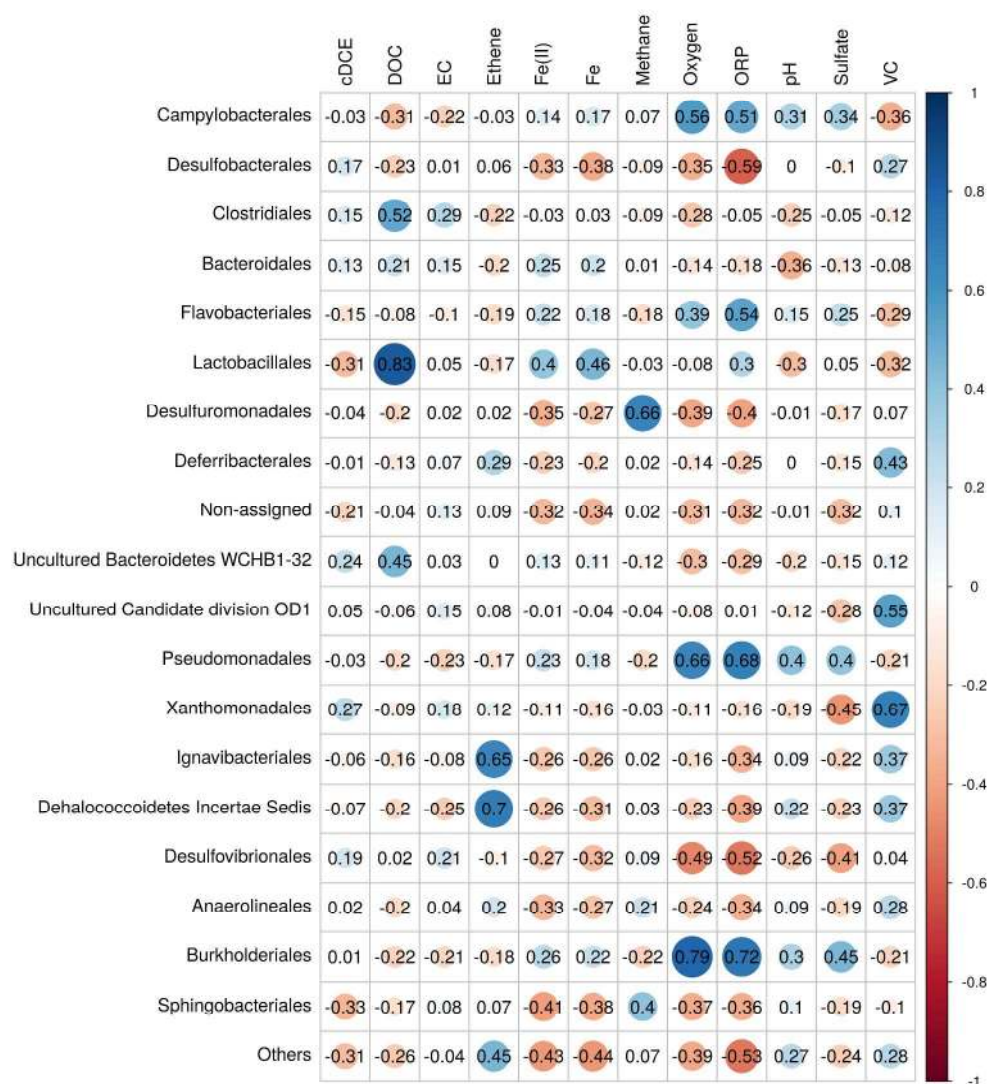 cDCE DOC EC Ethene Fe(II) Fe Methane Oxygen ORP pH Sulfate VC
Campylobacterales -0.03 -0.31 -0.22 -0.03 0.14 0.17 0.07 0.56 0.51 0.31 0.34 -0.36
Desulfobacterales 0.17 -0.23 0.01 0.06 -0.33 -0.38 -0.09 -0.35 -0.59 0 -0.1 0.27
Clostridiales 0.15 0.52 0.29 -0.22 -0.03 0.03 -0.09 -0.28 -0.05 -0.25 -0.05 -0.12
Bacteroidales 0.13 0.21 0.15 -0.2 0.25 0.2 0.01 -0.14 -0.18 -0.36 -0.13 -0.08
Flavobacteriales -0.15 -0.08 -0.1 -0.19 0.22 0.18 -0.18 0.39 0.54 0.15 0.25 -0.29
Lactobacillales -0.31 0.83 0.05 -0.17 0.4 0.46 -0.03 -0.08 0.3 -0.3 0.05 -0.32
Desulfuromonadales -0.04 -0.2 0.02 0.02 -0.35 -0.27 0.66 -0.39 -0.4 -0.01 -0.17 0.07
Deferribacterales -0.01 -0.13 0.07 0.29 -0.23 -0.2 0.02 -0.14 -0.25 0 -0.15 0.43
Non-assigned -0.21 -0.04 0.13 0.09 -0.32 -0.34 0.02 -0.31 -0.32 -0.01 -0.32 0.1
Uncultured Bacteroidetes WCHB1-32 0.24 0.45 0.03 0 0.13 0.11 -0.12 -0.3 -0.29 -0.2 -0.15 0.12
Uncultured Candidate division OD1 0.05 -0.06 0.15 0.08 -0.01 -0.04 -0.04 -0.08 0.01 -0.12 -0.28 0.55
Pseudomonadales -0.03 -0.2 -0.23 -0.17 0.23 0.18 -0.2 0.66 0.68 0.4 0.4 -0.21
Xanthomonadales 0.27 -0.09 0.18 0.12 -0.11 -0.16 -0.03 -0.11 -0.16 -0.19 -0.45 0.67
Ignavibacteriales -0.06 -0.16 -0.08 0.65 -0.26 -0.26 0.02 -0.16 -0.34 0.09 -0.22 0.37
Dehalococcoidetes Incertae Sedis -0.07 -0.2 -0.25 0.7 -0.26 -0.31 0.03 -0.23 -0.39 0.22 -0.23 0.37
Desulfovibrionales 0.19 0.02 0.21 -0.1 -0.27 -0.32 0.09 -0.49 -0.52 -0.26 -0.41 0.04
Anaerolineales 0.02 -0.2 0.04 0.2 -0.33 -0.27 0.21 -0.24 -0.34 0.09 -0.19 0.28
Burkholderiales 0.01 -0.22 -0.21 -0.18 0.26 0.22 -0.22 0.79 0.72 0.3 0.45 -0.21
Sphingobacteriales -0.33 -0.17 0.08 0.07 -0.41 -0.38 0.4 -0.37 -0.36 0.1 -0.19 -0.1
Others -0.31 -0.26 -0.04 0.45 -0.43 -0.44 0.07 -0.39 -0.53 0.27 -0.24 0.28
1
0.8
0.6
0.4
0.2
0
-0.2
-0.4
-0.6
-0.8
-1